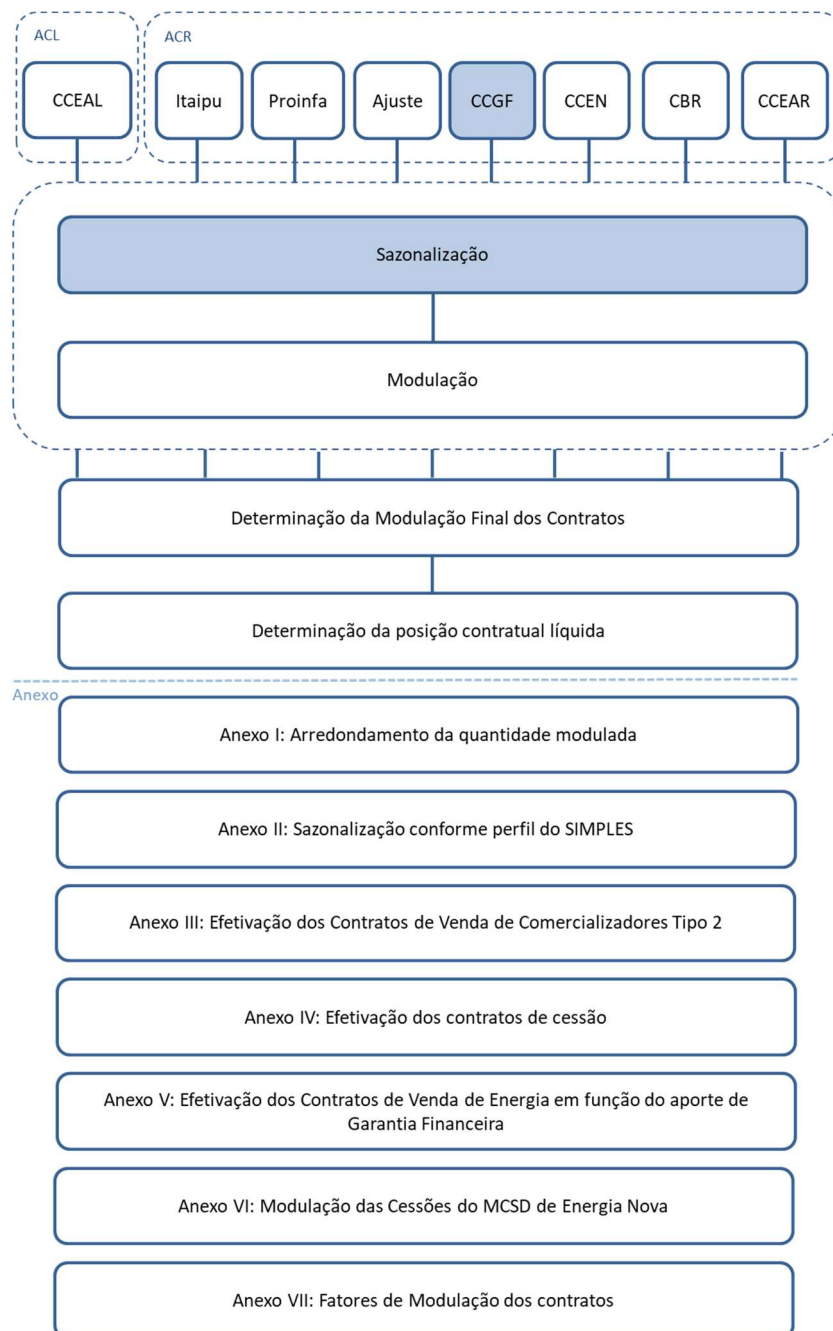 ACL
ACR
CCEAL
Itaipu
Proinfa
Ajuste
CCGF
CCEN
CBR
CCEAR
Sazonalização
Modulação
Determinação da Modulação Final dos Contratos
Determinação da posição contratual líquida
Anexo
Anexo I: Arredondamento da quantidade modulada
Anexo II: Sazonalização conforme perfil do SIMPLES
Anexo III: Efetivação dos Contratos de Venda de Comercializadores Tipo 2
Anexo IV: Efetivação dos contratos de cessão
Anexo V: Efetivação dos Contratos de Venda de Energia em função do aporte de
Garantia Financeira
Anexo VI: Modulação das Cessões do MCSD de Energia Nova
Anexo VII: Fatores de Modulação dos contratos